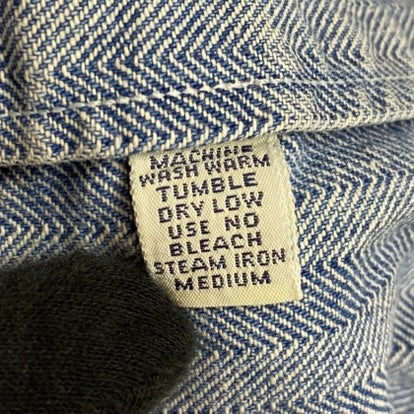 MACHINE
WASH WARM
TUMBLE
DRY LOW
USE NO
BLEACH
STEAM IRON
MEDIUM